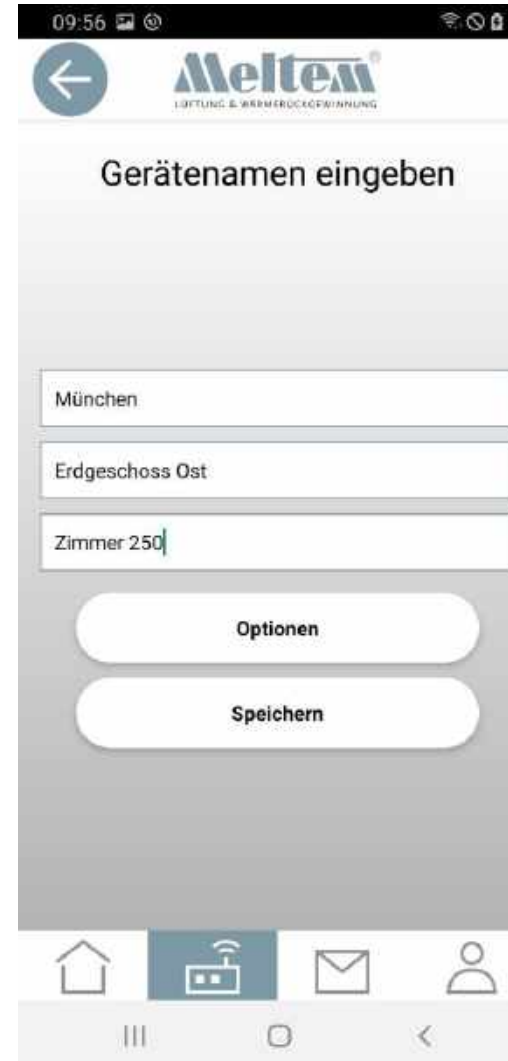 09:56
Meltem®
LÜFTUNG & WÄRMERÜCKGEWINNUNG
Gerätenamen eingeben
München
Erdgeschoss Ost
Zimmer 250
Optionen
Speichern